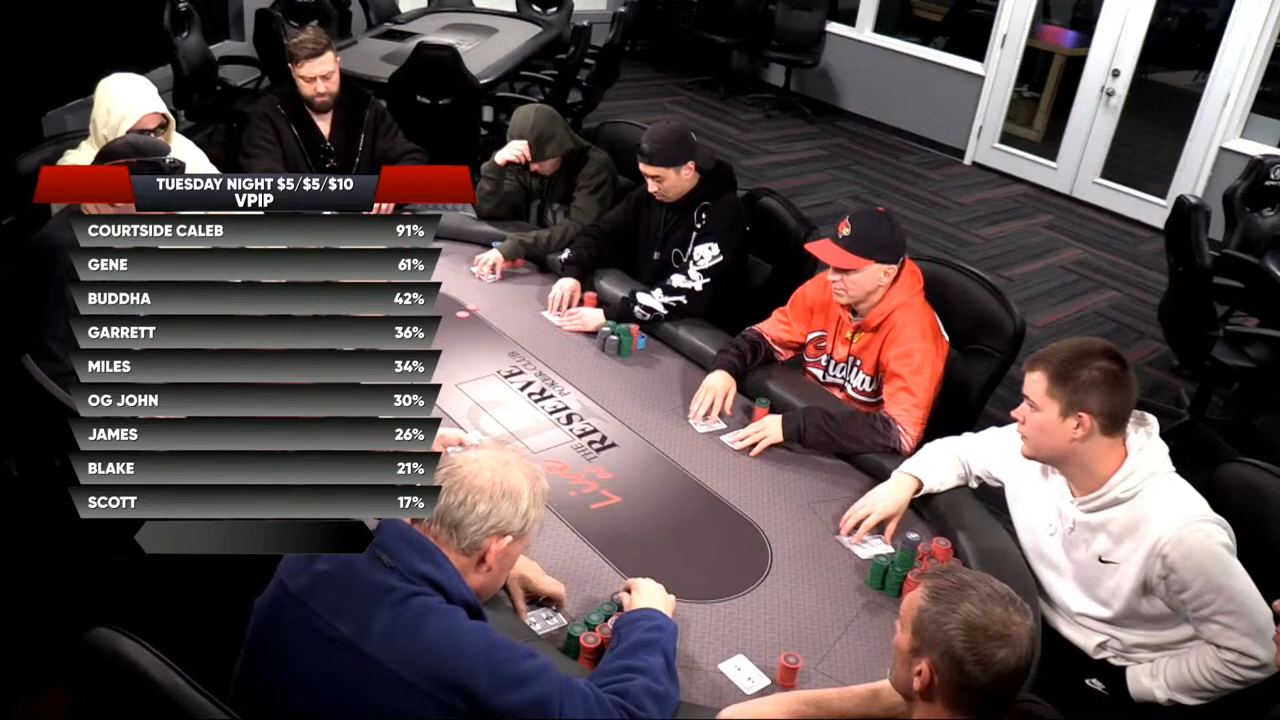 TUESDAY NIGHT $5/$5/$10
VPIP
COURTSIDE CALEB 91%
GENE 61%
BUDDHA 42%
GARRETT 36%
MILES 34%
OG JOHN 30%
JAMES 26%
BLAKE 21%
SCOTT 17%
THE
RESERVE
POKER CLUB
Live